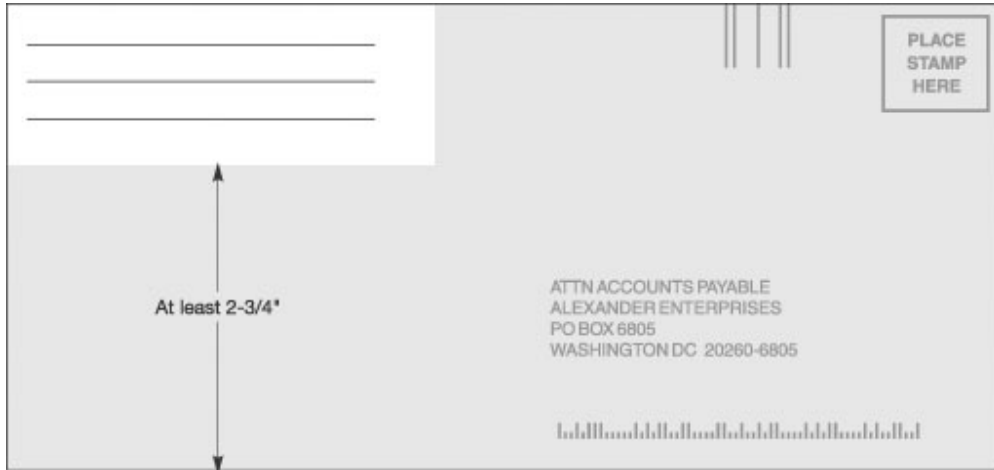 PLACE
STAMP
HERE
At least 2-3/4"
ATTN ACCOUNTS PAYABLE
ALEXANDER ENTERPRISES
PO BOX 6805
WASHINGTON DC 20260-6805